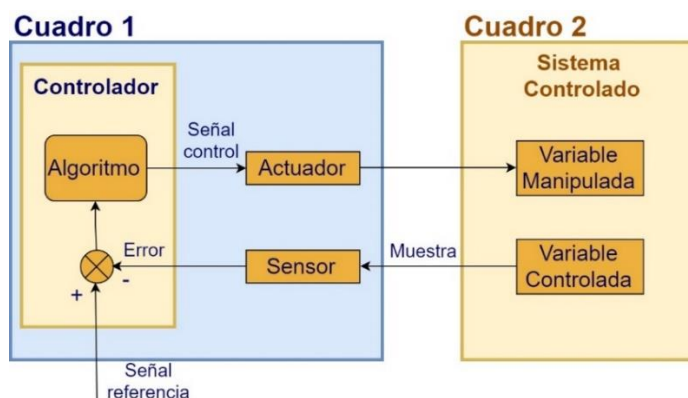 Cuadro 1
Cuadro 2
Controlador
Sistema
Controlado
Algoritmo
Señal
control
Actuador
Variable
Manipulada
Error
Sensor
Muestra
Variable
Controlada
+
-
Señal
referencia